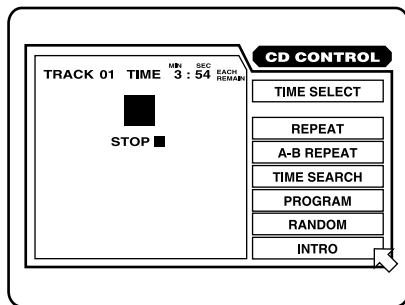 CD CONTROL
MIN SEC
TRACK 01 TIME 3 : 54 EACH REMAIN
STOP
TIME SELECT
REPEAT
A-B REPEAT
TIME SEARCH
PROGRAM
RANDOM
INTRO